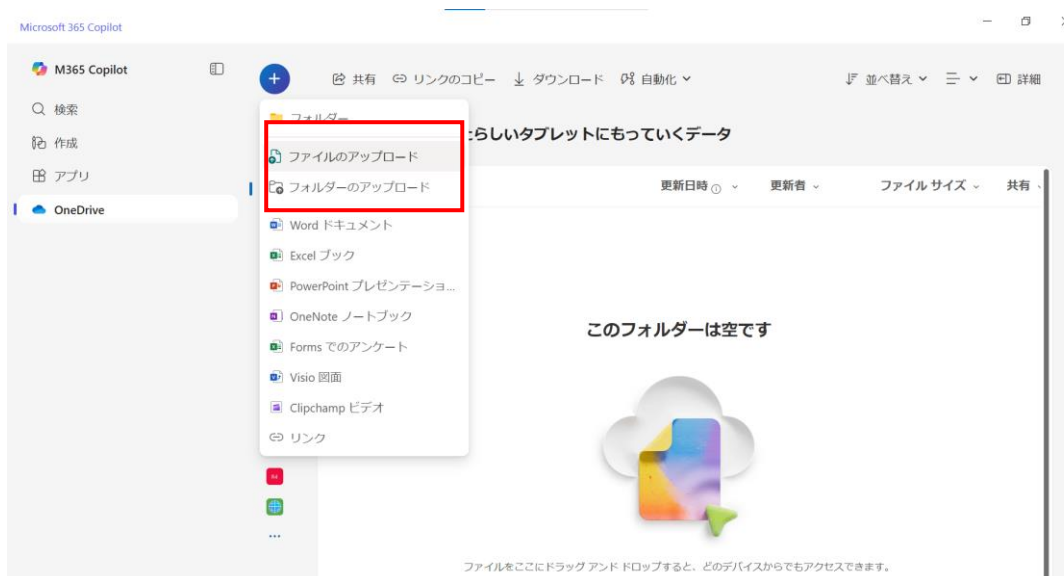 Microsoft 365 Copilot
M365 Copilot
共有
リンクのコピー
ダウンロード
自動化
並べ替え
詳細
検索
作成
アプリ
OneDrive
フォルダー
ファイルのアップロード
フォルダーのアップロード
Word ドキュメント
Excel ブック
PowerPoint プレゼンテーショ...
OneNote ノートブック
Forms でのアンケート
Visio 図面
Clipchamp ビデオ
リンク
らしいタブレットにもっていくデータ
更新日時
更新者
ファイル サイズ
共有
このフォルダーは空です
ファイルをここにドラッグ アンド ドロップすると、どのデバイスからでもアクセスできます。